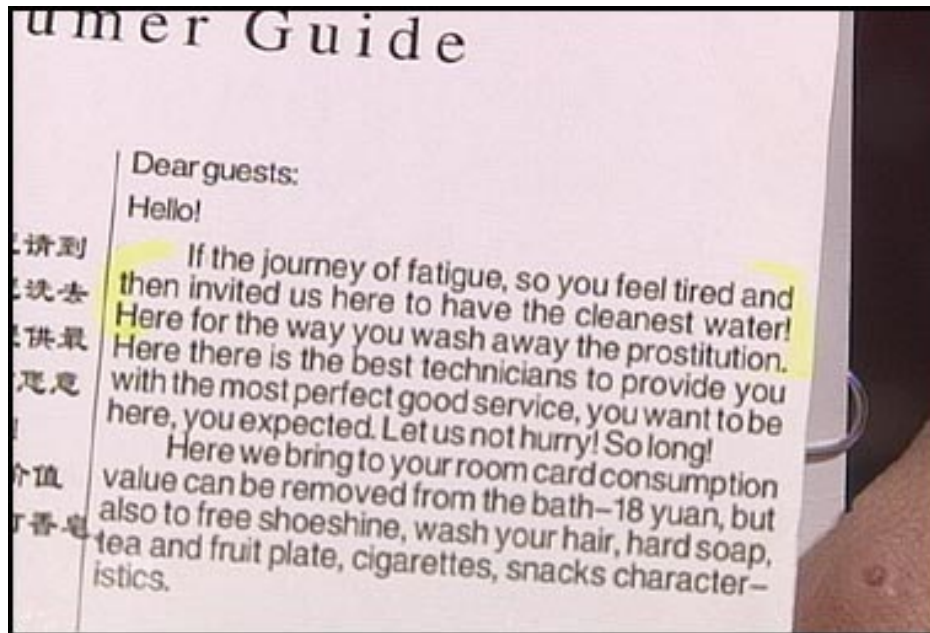 umer Guide
Dear guests:
Hello!
If the journey of fatigue, so you feel tired and
then invited us here to have the cleanest water!
Here for the way you wash away the prostitution.
Here there is the best technicians to provide you
with the most perfect good service, you want to be
here, you expected. Let us not hurry! So long!
Here we bring to your room card consumption
value can be removed from the bath–18 yuan, but
also to free shoeshine, wash your hair, hard soap,
tea and fruit plate, cigarettes, snacks character–
istics.
请到
洗去
供最
意
价值
香皂